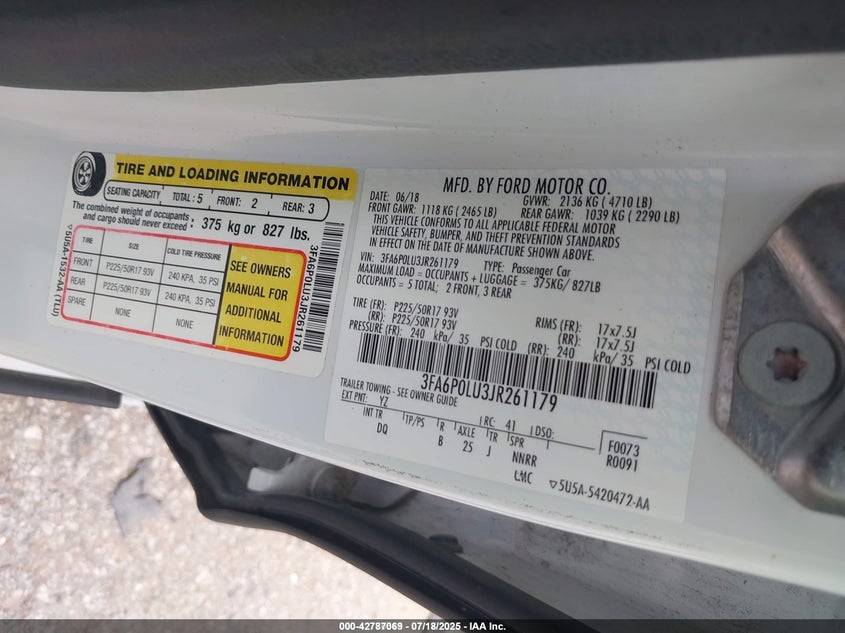 TIRE AND LOADING INFORMATION
SEATING CAPACITY TOTAL: 5 FRONT: 2 REAR: 3
The combined weight of occupants
and cargo should never exceed: 375 kg or 827 lbs.
TIRE SIZE COLD TIRE PRESSURE
FRONT P225/50R17 93V 240 KPA, 35 PSI
REAR P225/50R17 93V 240 KPA, 35 PSI
SPARE NONE NONE
SEE OWNERS
MANUAL FOR
ADDITIONAL
INFORMATION
5U5A-1532-AA (TLU)
3FA6P0LU3JR261179
MFD. BY FORD MOTOR CO.
DATE: 06/18 GVWR: 2136 KG ( 4710 LB)
FRONT GAWR: 1118 KG ( 2465 LB) REAR GAWR: 1039 KG ( 2290 LB)
THIS VEHICLE CONFORMS TO ALL APPLICABLE FEDERAL MOTOR
VEHICLE SAFETY, BUMPER, AND THEFT PREVENTION STANDARDS
IN EFFECT ON THE DATE OF MANUFACTURE SHOWN ABOVE.
VIN: 3FA6P0LU3JR261179 TYPE: Passenger Car
MAXIMUM LOAD = OCCUPANTS + LUGGAGE = 375KG/ 827LB
OCCUPANTS = 5 TOTAL; 2 FRONT, 3 REAR
TIRE (FR): P225/50R17 93V RIMS (FR): 17x7.5J
(RR): P225/50R17 93V (RR): 17x7.5J
PRESSURE (FR): 240 kPa/ 35 PSI COLD (RR): 240 kPa/35 PSI COLD
3FA6P0LU3JR261179
TRAILER TOWING - SEE OWNER GUIDE
EXT PNT: YZ RC: 41 DSO:
INT TR TP/PS R AXLE TR SPR F0073
DQ B 25 J NNRR R0091
5U5A-5420472-AA
000-42787069 - 07/18/2025 - IAA Inc.